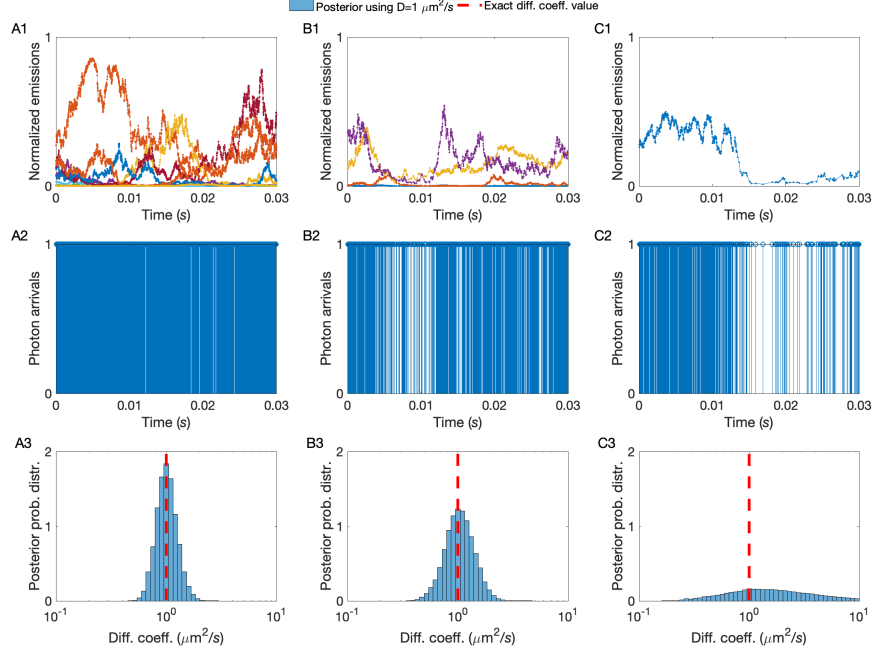 Posterior using D=1 μm²/s Exact diff. coeff. value
A1 B1 C1
Normalized emissions Normalized emissions Normalized emissions
1 1 1
0 0 0
0 0.01 0.02 0.03 0 0.01 0.02 0.03 0 0.01 0.02 0.03
Time (s) Time (s) Time (s)
A2 B2 C2
Photon arrivals Photon arrivals Photon arrivals
1 1 1
0 0 0
0 0.01 0.02 0.03 0 0.01 0.02 0.03 0 0.01 0.02 0.03
Time (s) Time (s) Time (s)
A3 B3 C3
Posterior prob. distr. Posterior prob. distr. Posterior prob. distr.
2 2 2
1 1 1
0 0 0
10⁻¹ 10⁰ 10¹ 10⁻¹ 10⁰ 10¹ 10⁻¹ 10⁰ 10¹
Diff. coeff. (μm²/s) Diff. coeff. (μm²/s) Diff. coeff. (μm²/s)